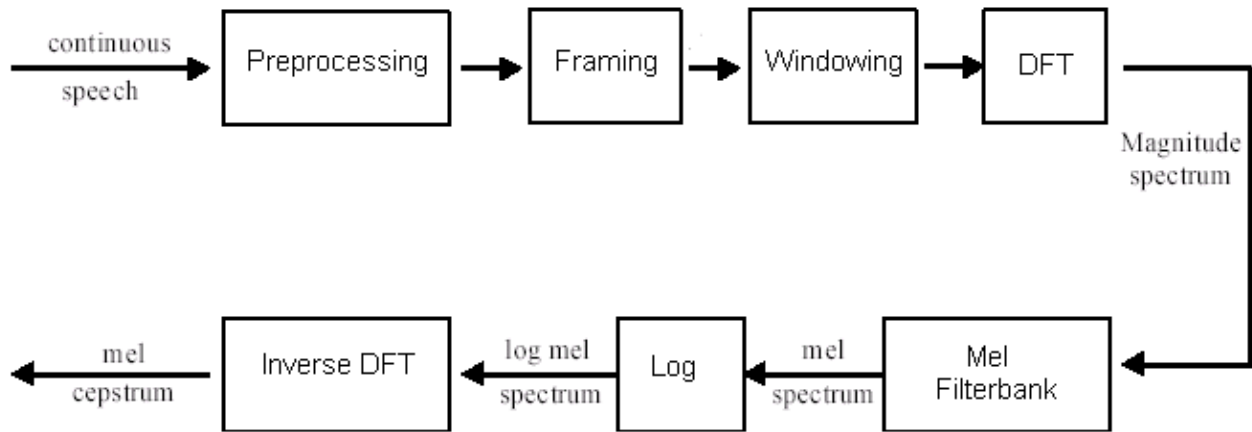 continuous
speech
Preprocessing
Framing
Windowing
DFT
Magnitude
spectrum
Mel
Filterbank
mel
spectrum
Log
log mel
spectrum
Inverse DFT
mel
cepstrum